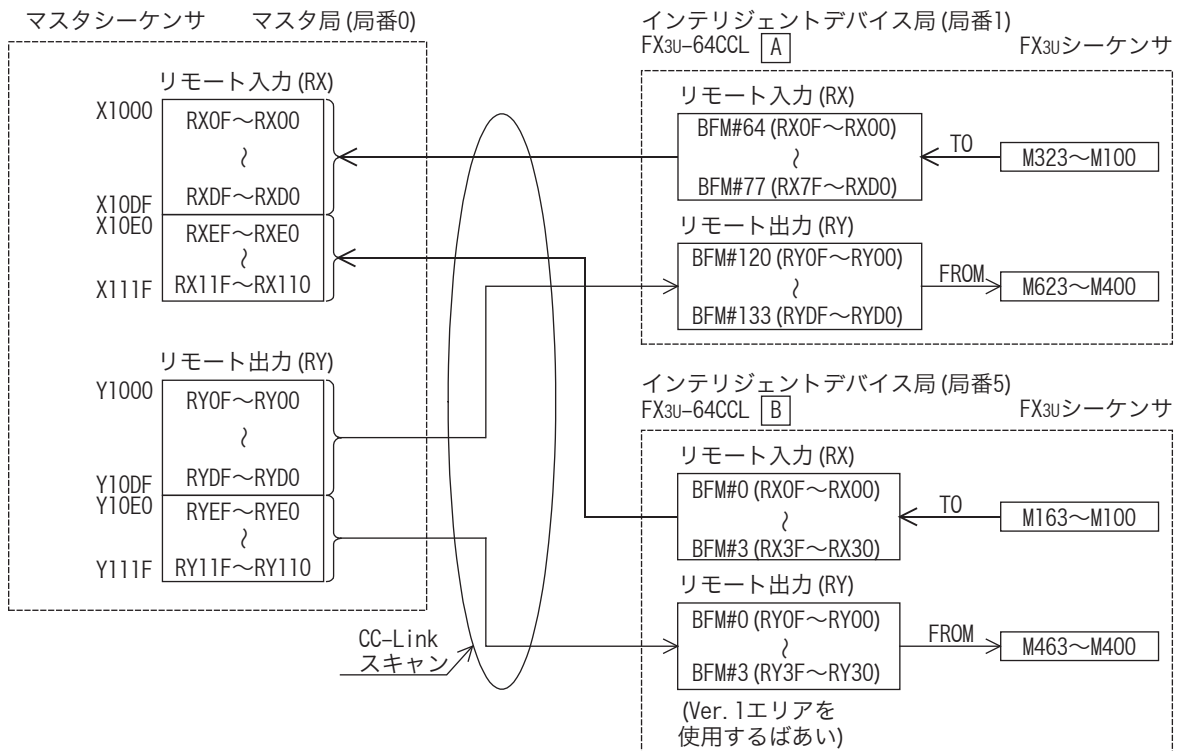 マスタシーケンサ マスタ局(局番0)
リモート入力(RX)
X1000
RX0F～RX00
～
X10DF
RXDF～RXD0
X10E0
RXEF～RXE0
～
X111F
RX11F～RX110
リモート出力(RY)
Y1000
RY0F～RY00
～
Y10DF
RYDF～RYD0
Y10E0
RYEF～RYE0
～
Y111F
RY11F～RY110
CC-Link
スキャン
インテリジェントデバイス局(局番1)
FX3U-64CCL A FX3Uシーケンサ
リモート入力(RX)
BFM#64(RX0F～RX00)
～
BFM#77(RX7F～RXD0)
TO
M323～M100
リモート出力(RY)
BFM#120(RY0F～RY00)
～
BFM#133(RYDF～RYD0)
FROM
M623～M400
インテリジェントデバイス局(局番5)
FX3U-64CCL B FX3Uシーケンサ
リモート入力(RX)
BFM#0(RX0F～RX00)
～
BFM#3(RX3F～RX30)
TO
M163～M100
リモート出力(RY)
BFM#0(RY0F～RY00)
～
BFM#3(RY3F～RY30)
FROM
M463～M400
(Ver.1エリアを
使用するばあい)